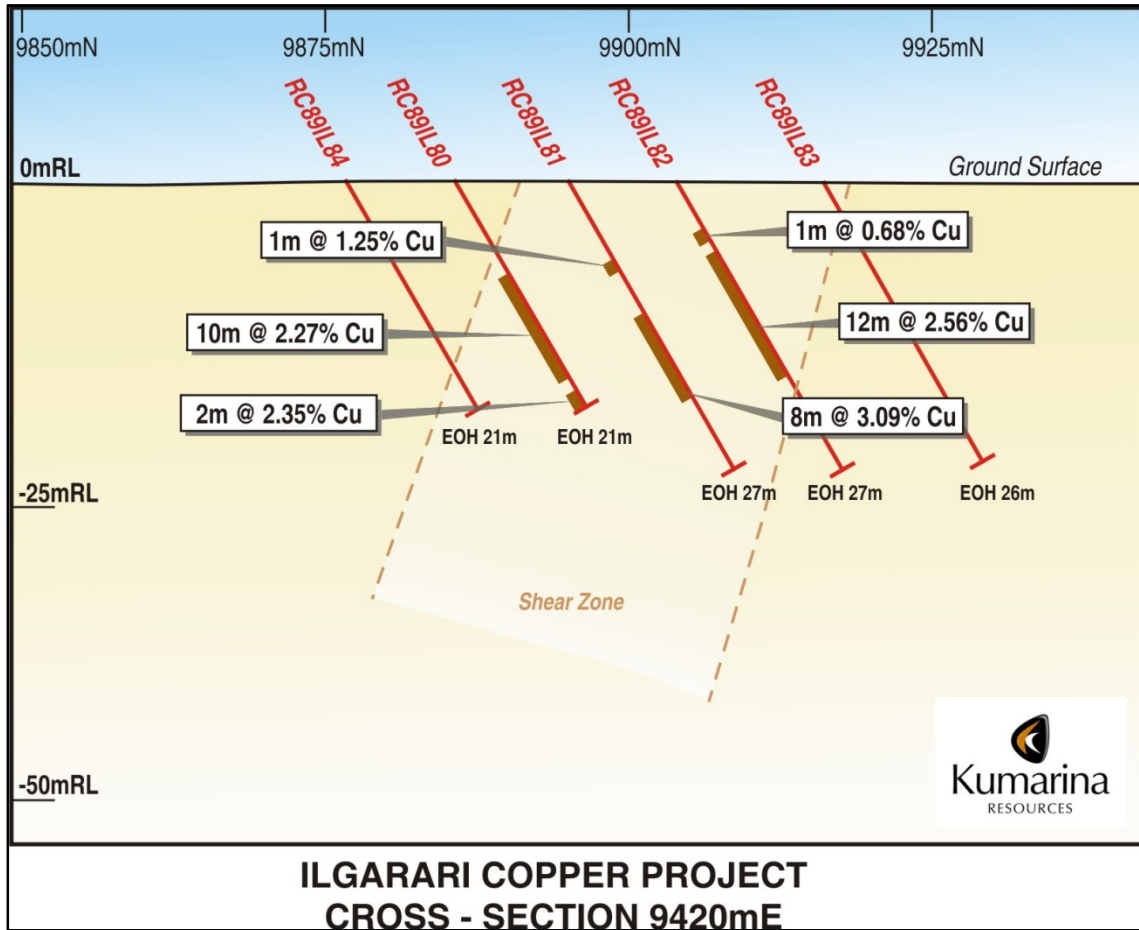 9850mN
9875mN
9900mN
9925mN
RC89IL84
RC89IL80
RC89IL81
RC89IL82
RC89IL83
0mRL
Ground Surface
1m @ 1.25% Cu
1m @ 0.68% Cu
10m @ 2.27% Cu
12m @ 2.56% Cu
2m @ 2.35% Cu
8m @ 3.09% Cu
EOH 21m
EOH 21m
EOH 27m
EOH 27m
EOH 26m
-25mRL
Shear Zone
-50mRL
Kumarina
RESOURCES
ILGARARI COPPER PROJECT
CROSS - SECTION 9420mE